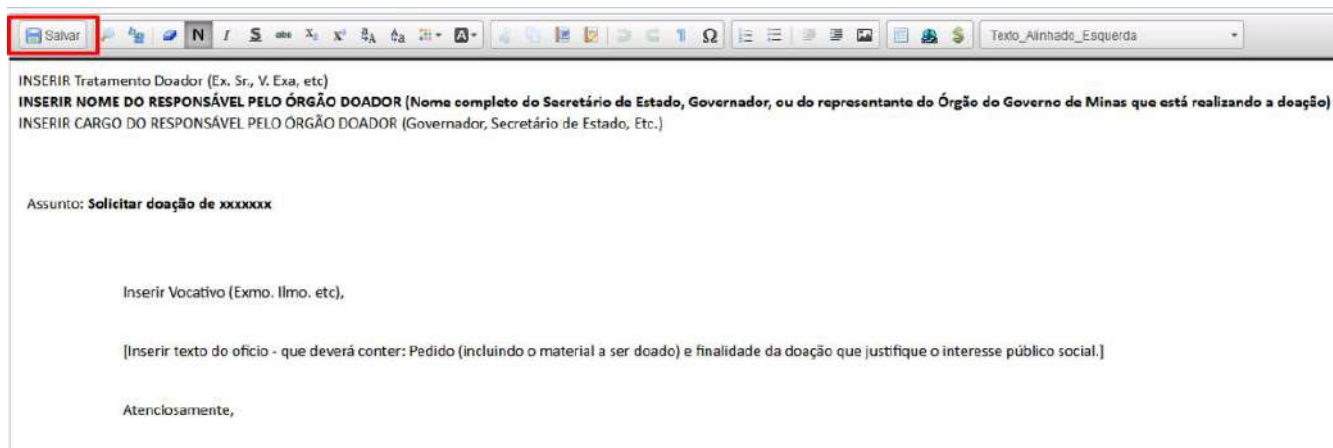 Salvar N I S abc X₂ X² Ω Texto_Alinhado_Esquerda
INSERIR Tratamento Doador (Ex. Sr., V. Exa, etc)
INSERIR NOME DO RESPONSÁVEL PELO ÓRGÃO DOADOR (Nome completo do Secretário de Estado, Governador, ou do representante do Órgão do Governo de Minas que está realizando a doação)
INSERIR CARGO DO RESPONSÁVEL PELO ÓRGÃO DOADOR (Governador, Secretário de Estado, Etc.)
Assunto: Solicitar doação de xxxxxxx
Inserir Vocativo (Exmo. Ilmo. etc),
[Inserir texto do ofício - que deverá conter: Pedido (incluindo o material a ser doado) e finalidade da doação que justifique o interesse público social.]
Atenciosamente,